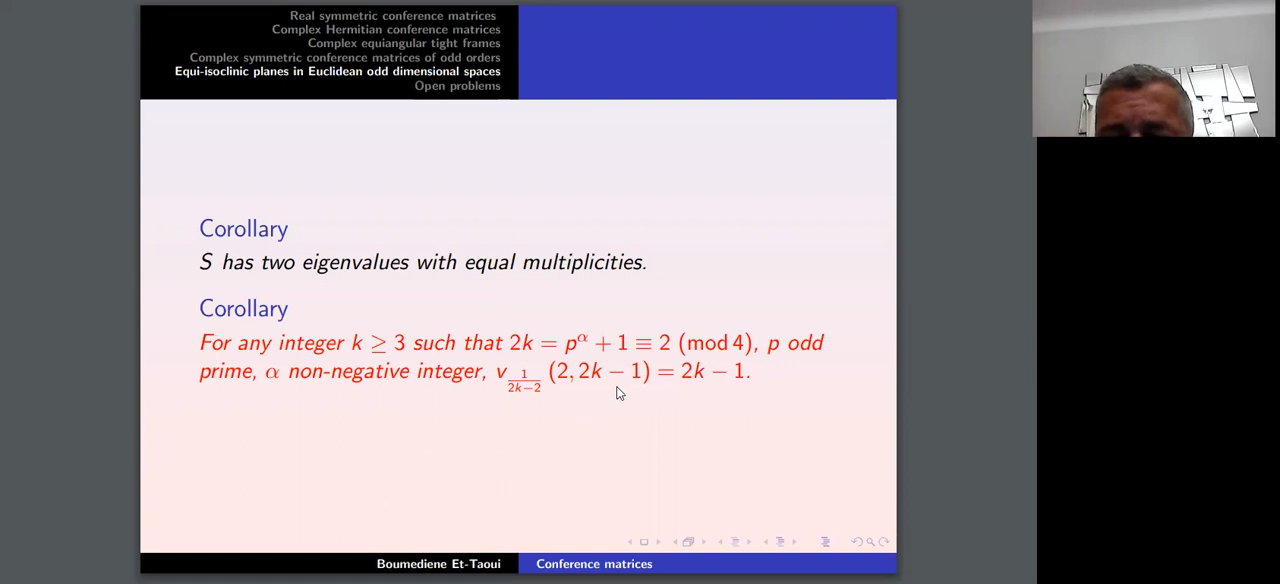 Real symmetric conference matrices
Complex Hermitian conference matrices
Complex equiangular tight frames
Complex symmetric conference matrices of odd orders
Equi-isoclinic planes in Euclidean odd dimensional spaces
Open problems
Corollary
S has two eigenvalues with equal multiplicities.
Corollary
For any integer k ≥ 3 such that 2k = p^α + 1 ≡ 2 (mod 4), p odd
prime, α non-negative integer, v_{1/(2k−2)} (2, 2k − 1) = 2k − 1.
Boumediene Et-Taoui
Conference matrices